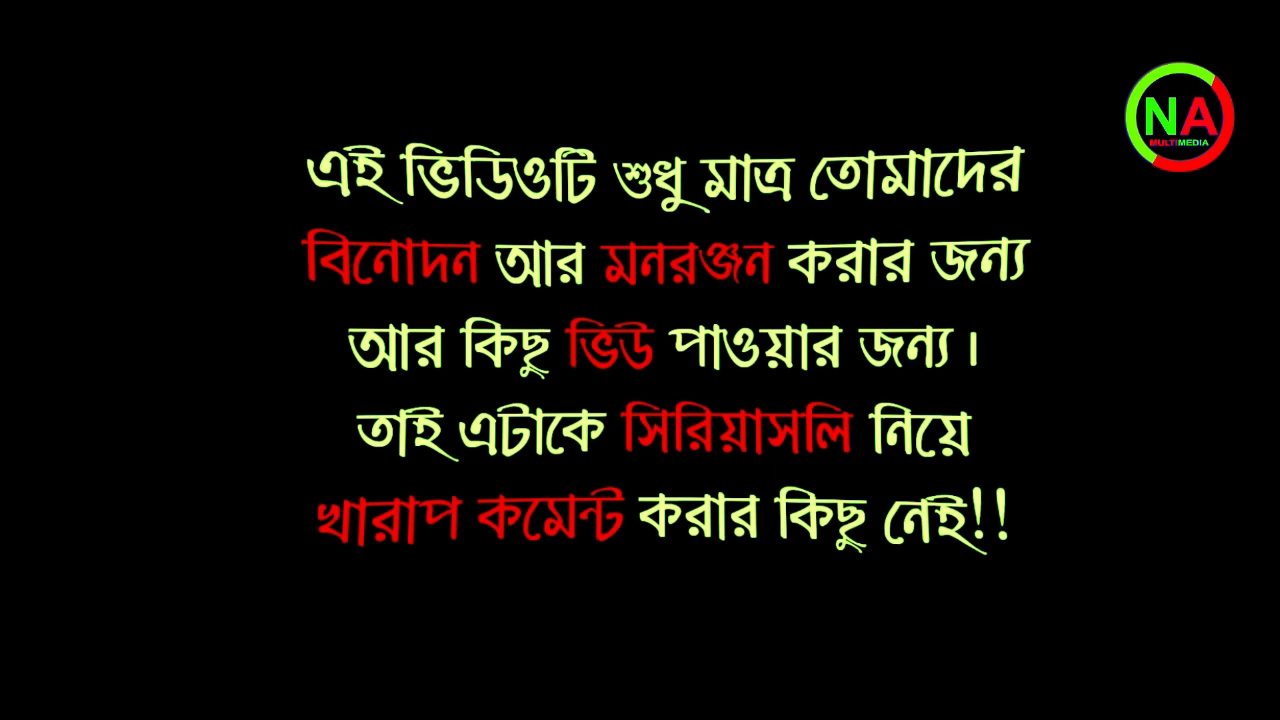 NA
MULTIMEDIA
এই ভিডিওটি শুধু মাত্র তোমাদের
বিনোদন আর মনরঞ্জন করার জন্য
আর কিছু ভিউ পাওয়ার জন্য।
তাই এটাকে সিরিয়াসলি নিয়ে
খারাপ কমেন্ট করার কিছু নেই!!